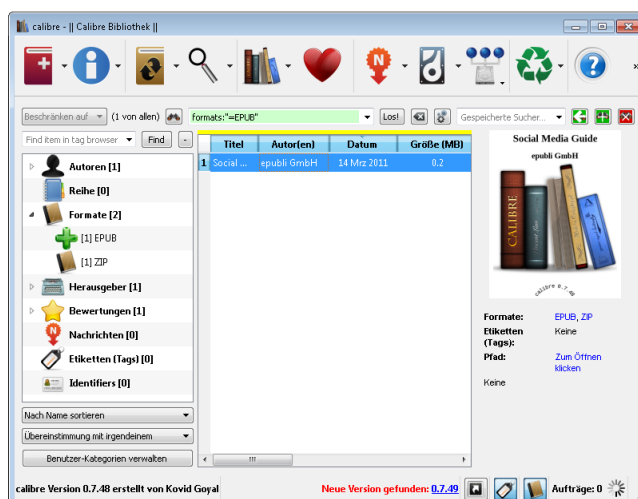 calibre - || Calibre Bibliothek ||
Beschränken auf (1 von allen) formats:"=EPUB" Los! Gespeicherte Sucher...
Find item in tag browser Find -
Titel Autor(en) Datum Größe (MB)
1 Social ... epubli GmbH 14 Mrz 2011 0.2
Autoren [1]
Reihe [0]
Formate [2]
[1] EPUB
[1] ZIP
Herausgeber [1]
Bewertungen [1]
Nachrichten [0]
Etiketten (Tags) [0]
Identifiers [0]
Nach Name sortieren
Übereinstimmung mit irgendeinem
Benutzer-Kategorien verwalten
Social Media Guide
epubli GmbH
CALIBRE
calibre 0.7.48
Formate: EPUB, ZIP
Etiketten Keine
(Tags):
Pfad: Zum Öffnen
klicken
Keine
calibre Version 0.7.48 erstellt von Kovid Goyal Neue Version gefunden: 0.7.49 Aufträge: 0